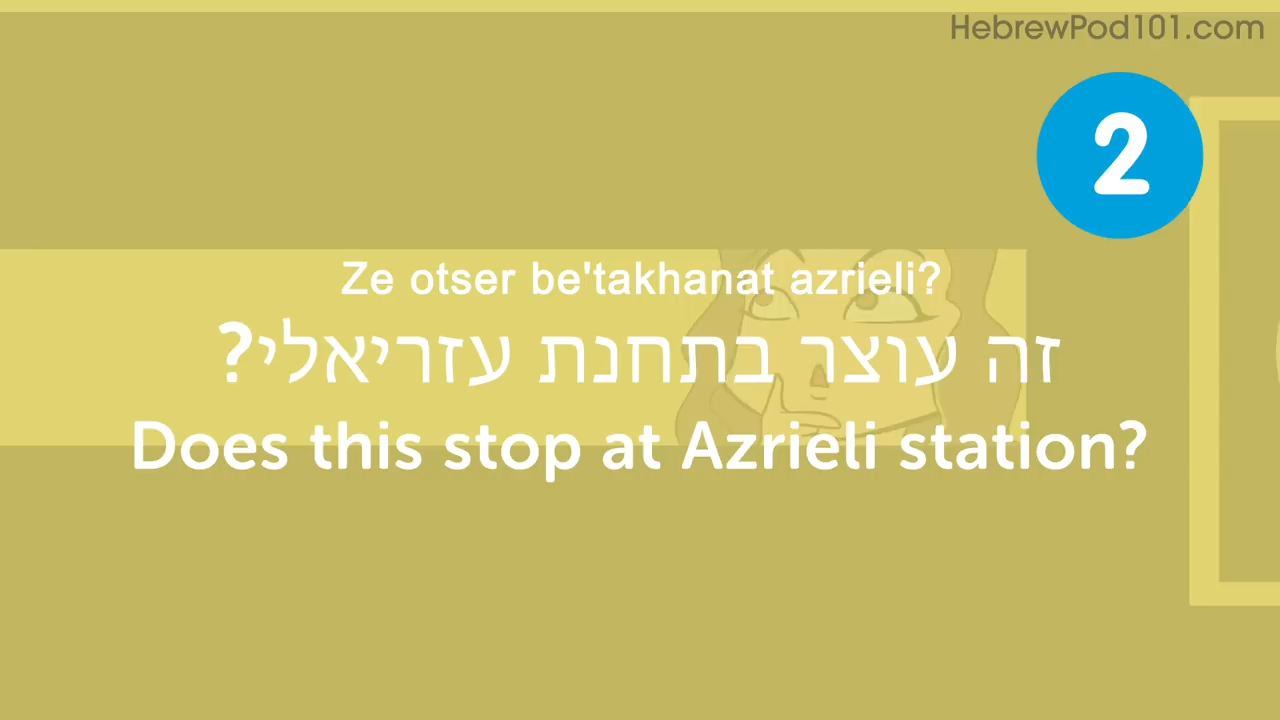 HebrewPod101.com
2
Ze otser be'takhanat azrieli?
זה עוצר בתחנת עזריאלי?
Does this stop at Azrieli station?